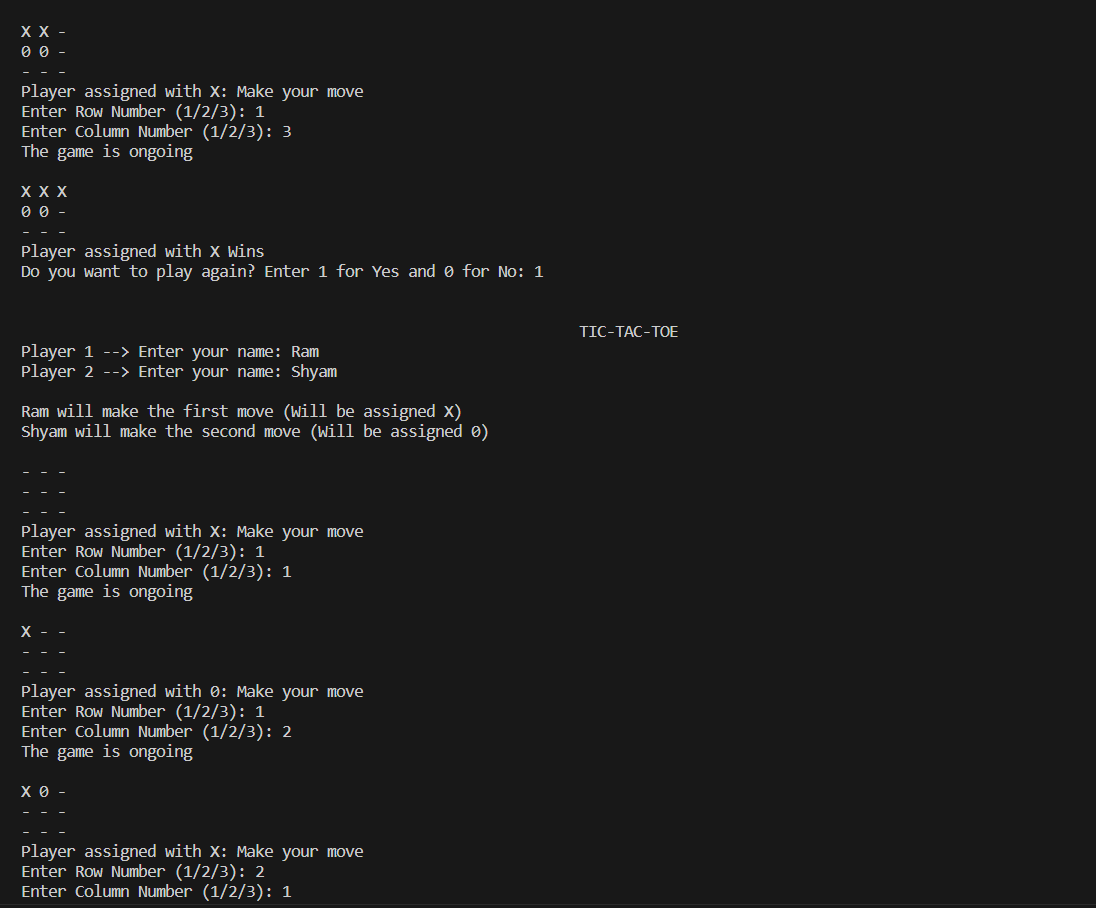 X X -
0 0 -
- - -
Player assigned with X: Make your move
Enter Row Number (1/2/3): 1
Enter Column Number (1/2/3): 3
The game is ongoing
X X X
0 0 -
- - -
Player assigned with X Wins
Do you want to play again? Enter 1 for Yes and 0 for No: 1
TIC-TAC-TOE
Player 1 --> Enter your name: Ram
Player 2 --> Enter your name: Shyam
Ram will make the first move (Will be assigned X)
Shyam will make the second move (Will be assigned 0)
- - -
- - -
- - -
Player assigned with X: Make your move
Enter Row Number (1/2/3): 1
Enter Column Number (1/2/3): 1
The game is ongoing
X - -
- - -
- - -
Player assigned with 0: Make your move
Enter Row Number (1/2/3): 1
Enter Column Number (1/2/3): 2
The game is ongoing
X 0 -
- - -
- - -
Player assigned with X: Make your move
Enter Row Number (1/2/3): 2
Enter Column Number (1/2/3): 1